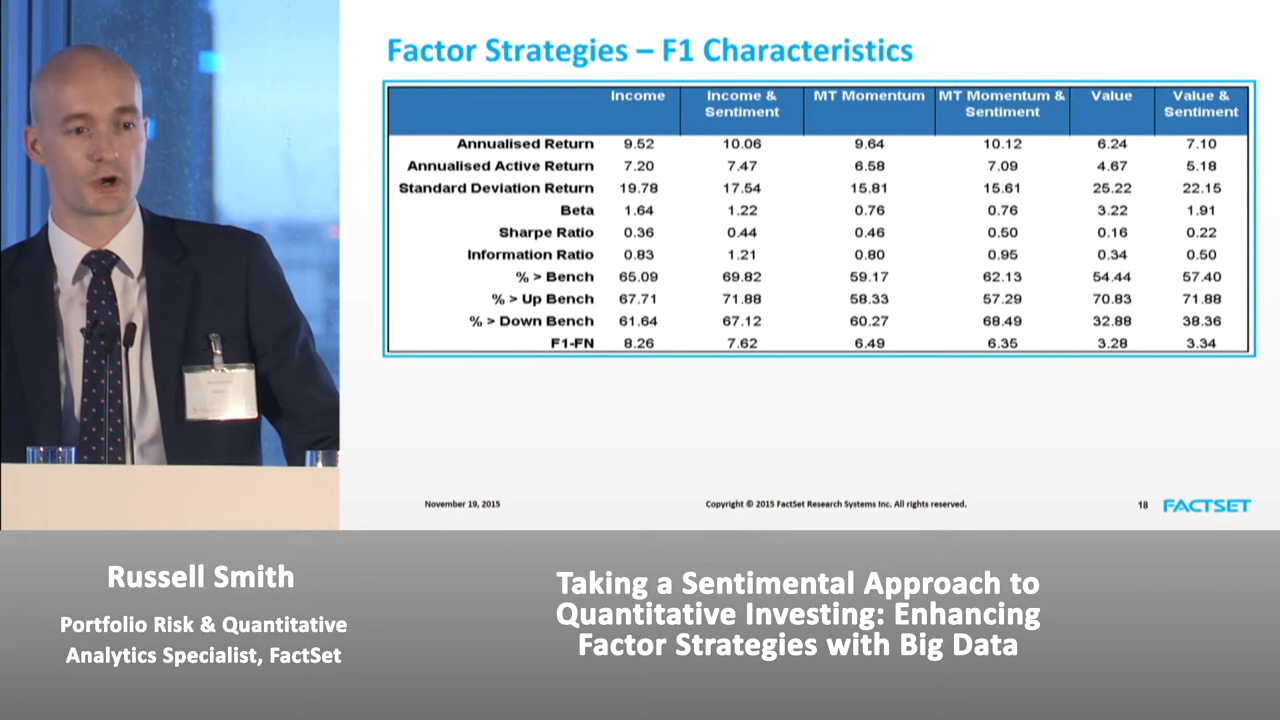 Factor Strategies – F1 Characteristics
Income Income & Sentiment MT Momentum MT Momentum & Sentiment Value Value & Sentiment
Annualised Return 9.52 10.06 9.64 10.12 6.24 7.10
Annualised Active Return 7.20 7.47 6.58 7.09 4.67 5.18
Standard Deviation Return 19.78 17.54 15.81 15.61 25.22 22.15
Beta 1.64 1.22 0.76 0.76 3.22 1.91
Sharpe Ratio 0.36 0.44 0.46 0.50 0.16 0.22
Information Ratio 0.83 1.21 0.80 0.95 0.34 0.50
% > Bench 65.09 69.82 59.17 62.13 54.44 57.40
% > Up Bench 67.71 71.88 58.33 57.29 70.83 71.88
% > Down Bench 61.64 67.12 60.27 68.49 32.88 38.36
F1-FN 8.26 7.62 6.49 6.35 3.28 3.34
November 19, 2015
Copyright © 2015 FactSet Research Systems Inc. All rights reserved.
18 FACTSET
Russell Smith
Portfolio Risk & Quantitative
Analytics Specialist, FactSet
Taking a Sentimental Approach to
Quantitative Investing: Enhancing
Factor Strategies with Big Data